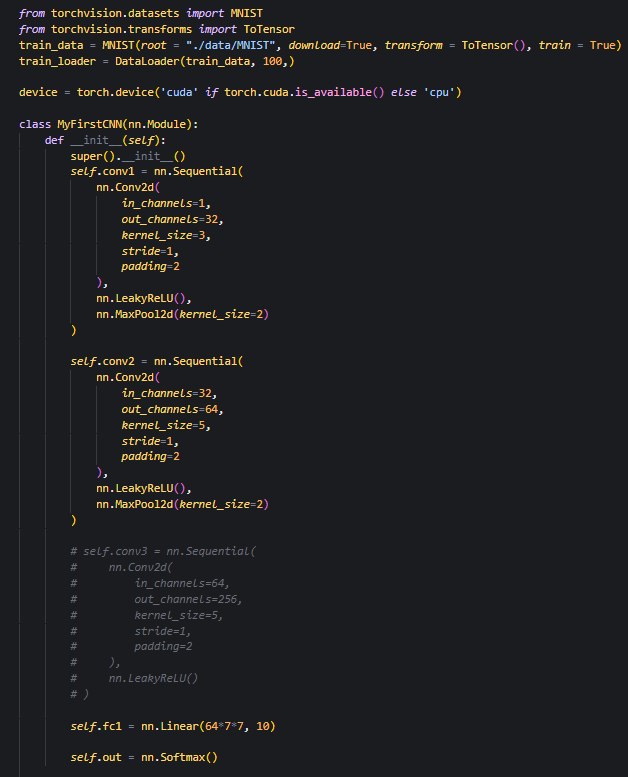 from torchvision.datasets import MNIST
from torchvision.transforms import ToTensor
train_data = MNIST(root = "./data/MNIST", download=True, transform = ToTensor(), train = True)
train_loader = DataLoader(train_data, 100,)

device = torch.device('cuda' if torch.cuda.is_available() else 'cpu')

class MyFirstCNN(nn.Module):
    def __init__(self):
        super().__init__()
        self.conv1 = nn.Sequential(
            nn.Conv2d(
                in_channels=1,
                out_channels=32,
                kernel_size=3,
                stride=1,
                padding=2
            ),
            nn.LeakyReLU(),
            nn.MaxPool2d(kernel_size=2)
        )

        self.conv2 = nn.Sequential(
            nn.Conv2d(
                in_channels=32,
                out_channels=64,
                kernel_size=5,
                stride=1,
                padding=2
            ),
            nn.LeakyReLU(),
            nn.MaxPool2d(kernel_size=2)
        )

        # self.conv3 = nn.Sequential(
        #     nn.Conv2d(
        #         in_channels=64,
        #         out_channels=256,
        #         kernel_size=5,
        #         stride=1,
        #         padding=2
        #     ),
        #     nn.LeakyReLU()
        # )

        self.fc1 = nn.Linear(64*7*7, 10)

        self.out = nn.Softmax()